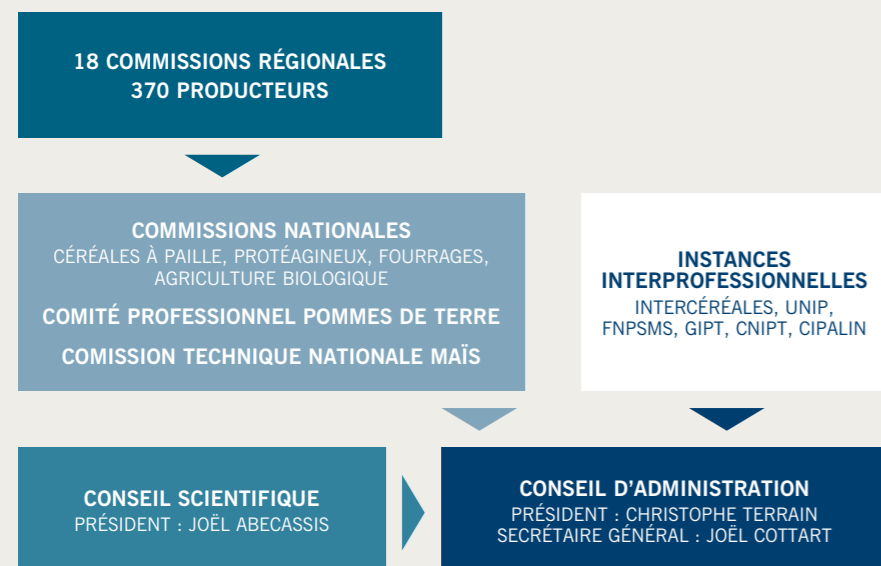 18 COMMISSIONS RÉGIONALES
370 PRODUCTEURS
COMMISSIONS NATIONALES
CÉRÉALES À PAILLE, PROTÉAGINEUX, FOURRAGES,
AGRICULTURE BIOLOGIQUE
COMITÉ PROFESSIONNEL POMMES DE TERRE
COMISSION TECHNIQUE NATIONALE MAÏS
INSTANCES
INTERPROFESSIONNELLES
INTERCÉRÉALES, UNIP,
FNPSMS, GIPT, CNIPT, CIPALIN
CONSEIL SCIENTIFIQUE
PRÉSIDENT : JOËL ABECASSIS
CONSEIL D'ADMINISTRATION
PRÉSIDENT : CHRISTOPHE TERRAIN
SECRÉTAIRE GÉNÉRAL : JOËL COTTART